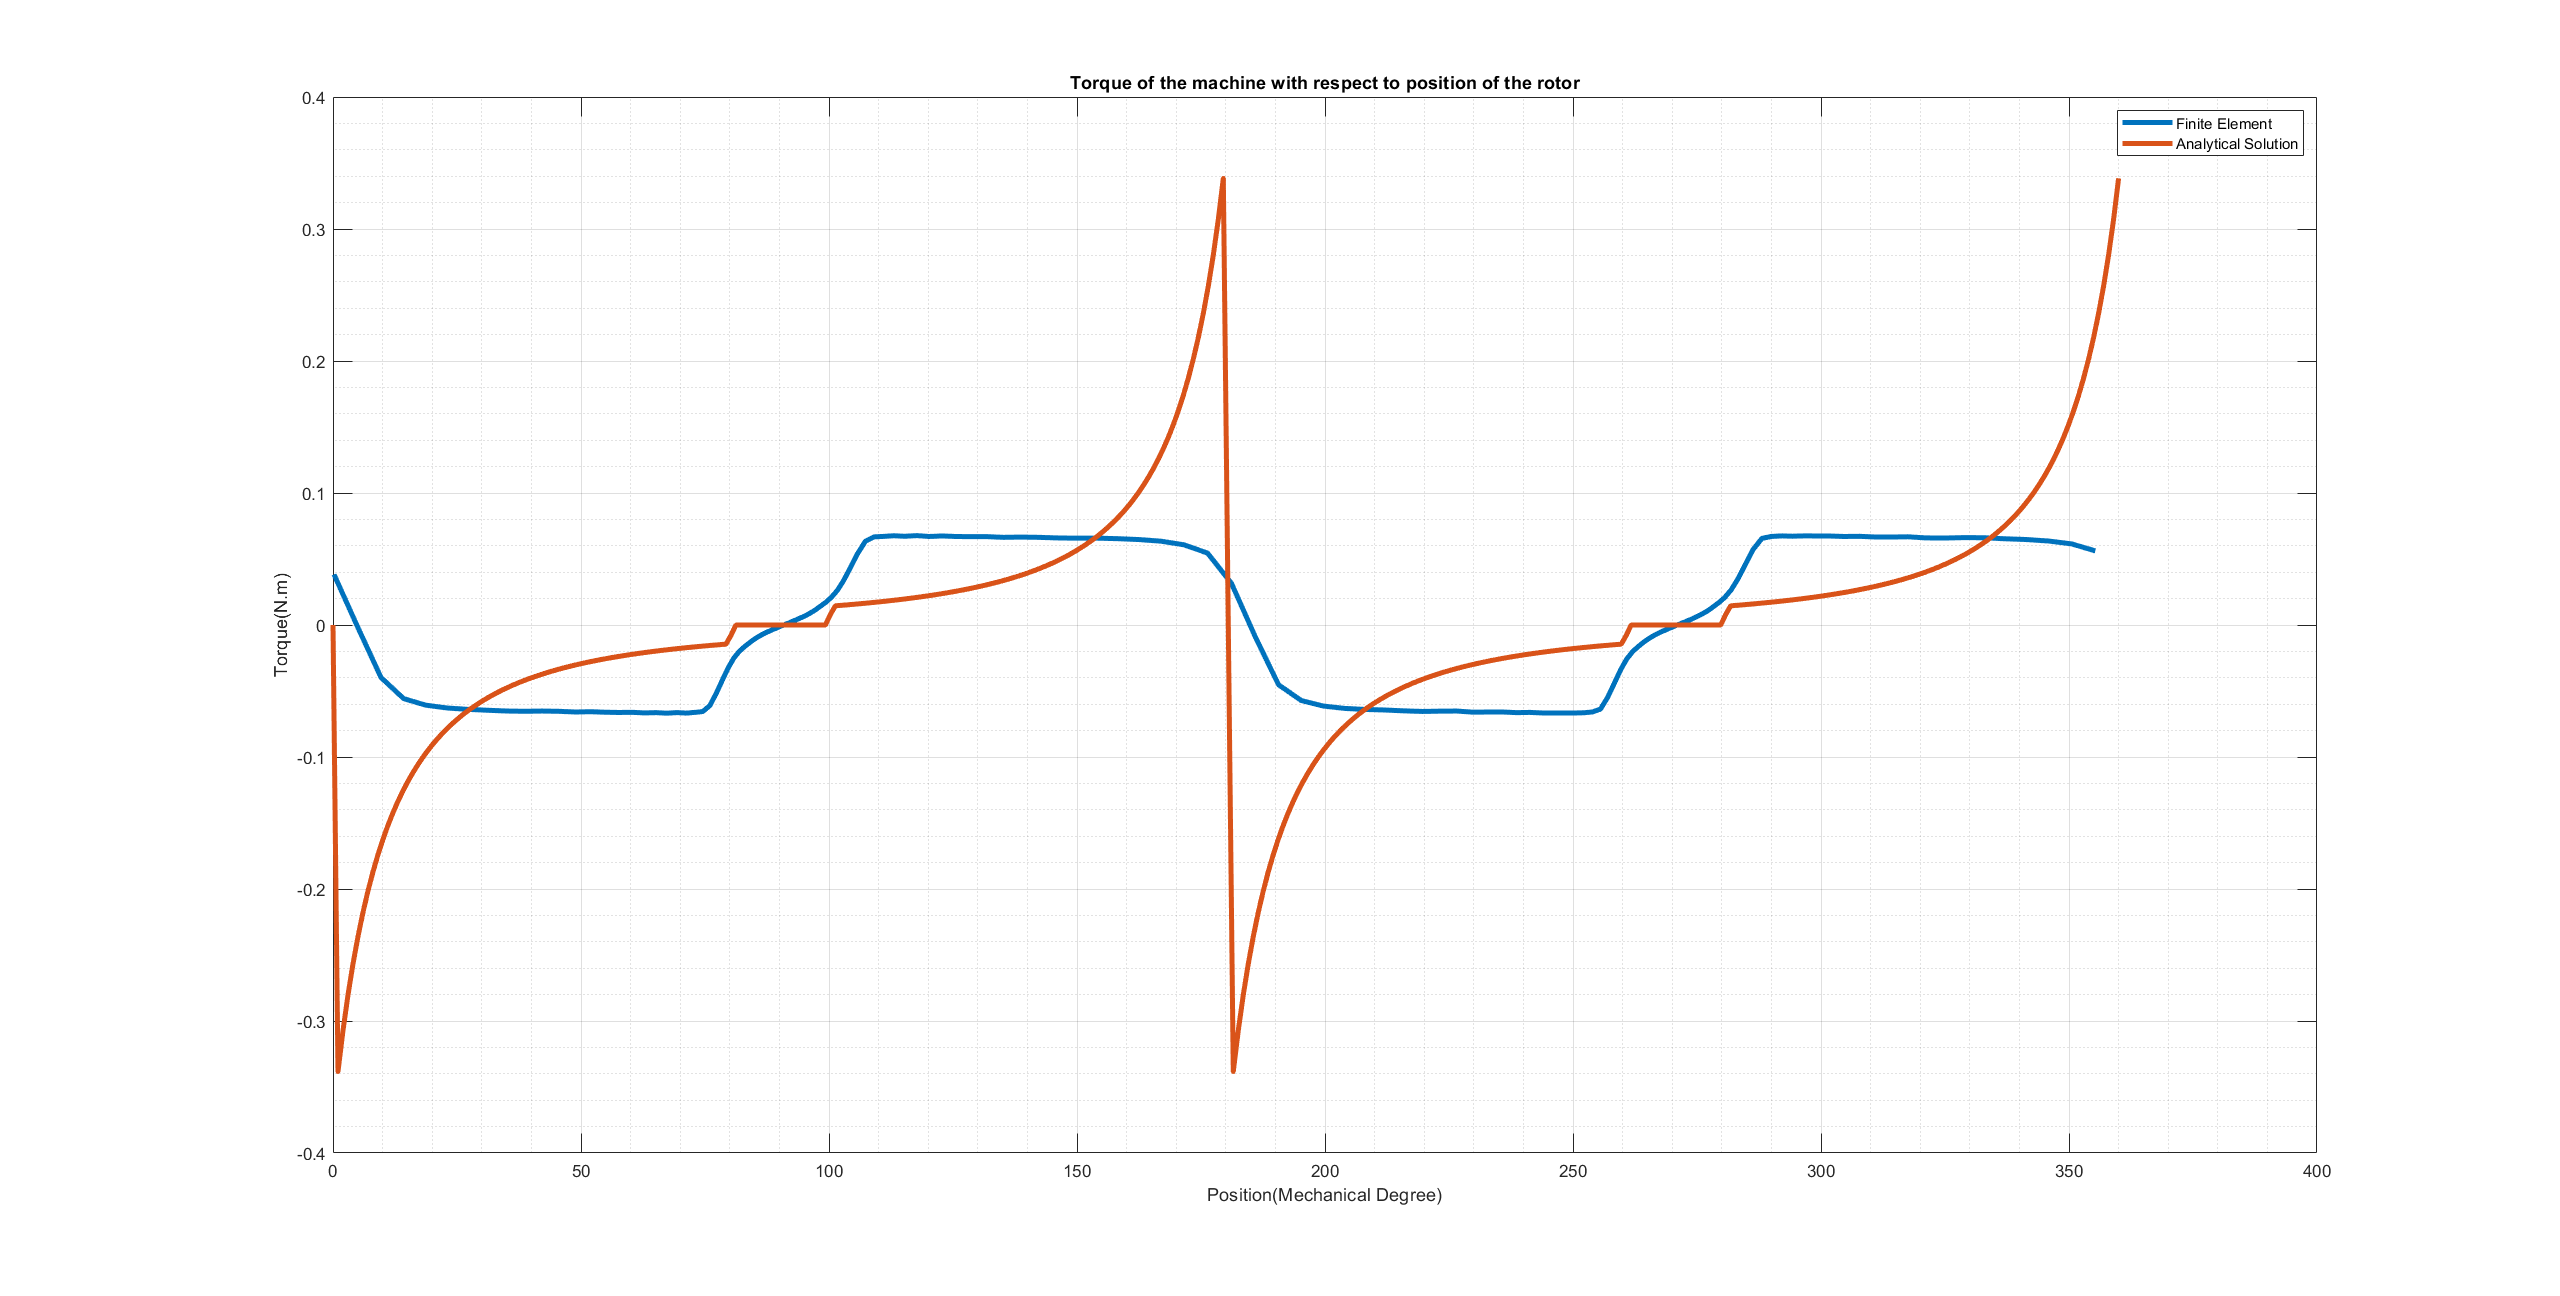 Torque of the machine with respect to position of the rotor
Finite Element
Analytical Solution
0.4
0.3
0.2
0.1
0
-0.1
-0.2
-0.3
-0.4
Torque(N.m)
0 50 100 150 200 250 300 350 400
Position(Mechanical Degree)